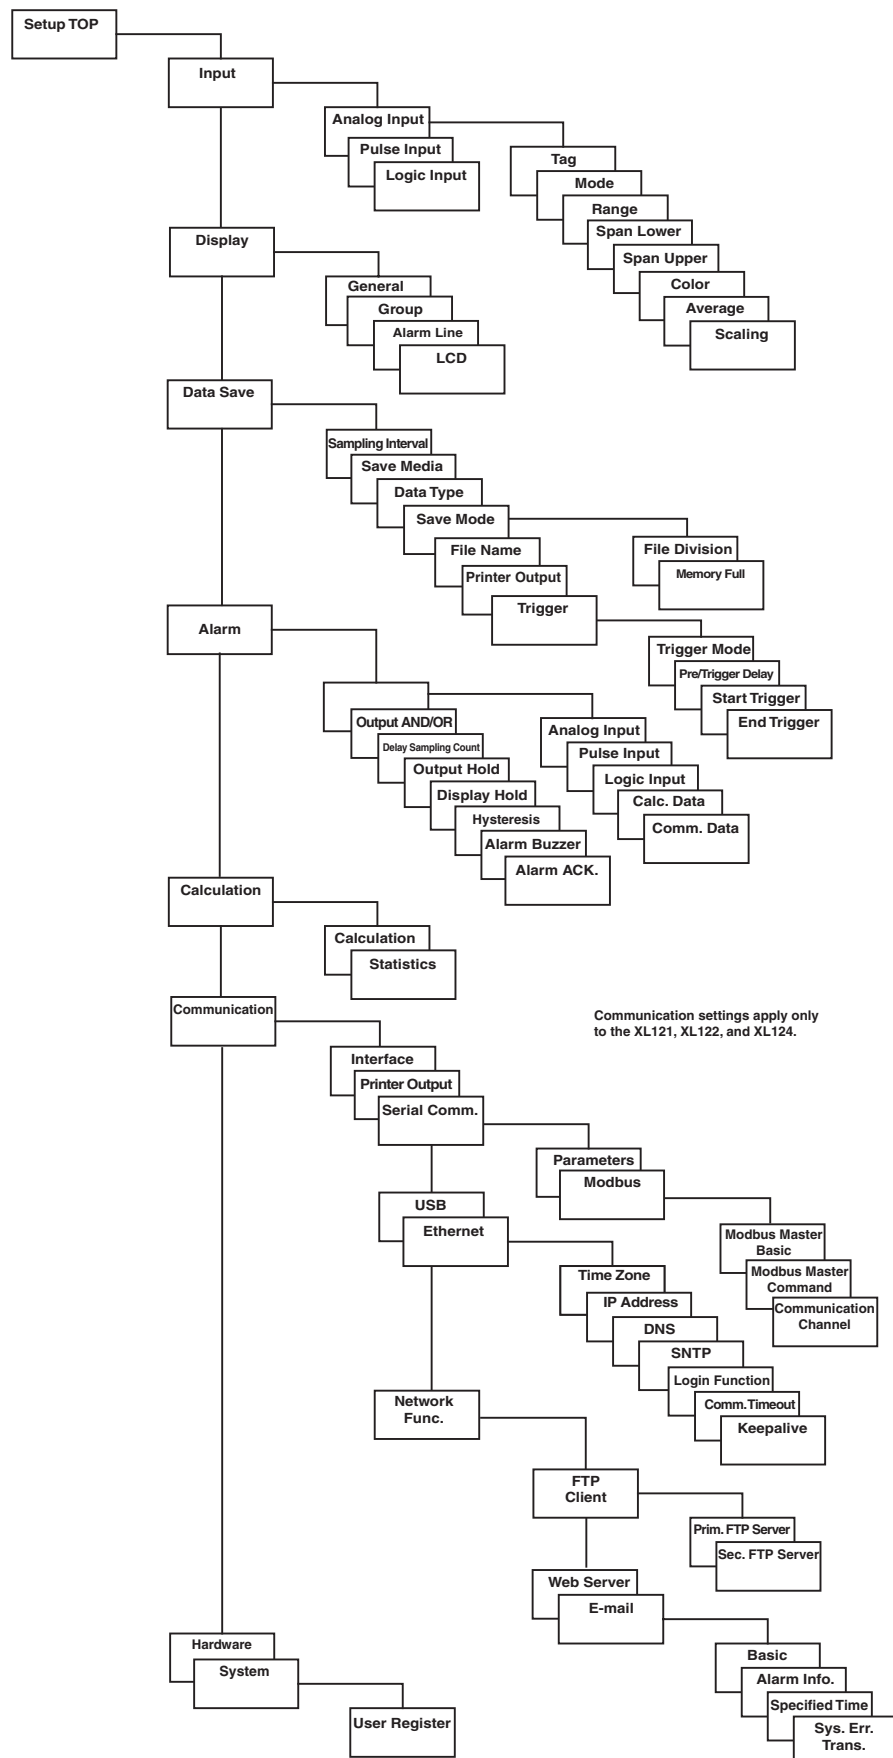 Setup TOP
Input
Analog Input
Pulse Input
Logic Input
Tag
Mode
Range
Span Lower
Span Upper
Color
Average
Scaling
Display
General
Group
Alarm Line
LCD
Data Save
Sampling Interval
Save Media
Data Type
Save Mode
File Name
Printer Output
Trigger
File Division
Memory Full
Trigger Mode
Pre/Trigger Delay
Start Trigger
End Trigger
Alarm
Output AND/OR
Delay Sampling Count
Output Hold
Display Hold
Hysteresis
Alarm Buzzer
Alarm ACK.
Analog Input
Pulse Input
Logic Input
Calc. Data
Comm. Data
Calculation
Calculation
Statistics
Communication
Communication settings apply only
to the XL121, XL122, and XL124.
Interface
Printer Output
Serial Comm.
Parameters
Modbus
Modbus Master
Basic
Modbus Master
Command
Communication
Channel
USB
Ethernet
Time Zone
IP Address
DNS
SNTP
Login Function
Comm.Timeout
Keepalive
Network
Func.
FTP
Client
Prim. FTP Server
Sec. FTP Server
Web Server
E-mail
Basic
Alarm Info.
Specified Time
Sys. Err.
Trans.
Hardware
System
User Register